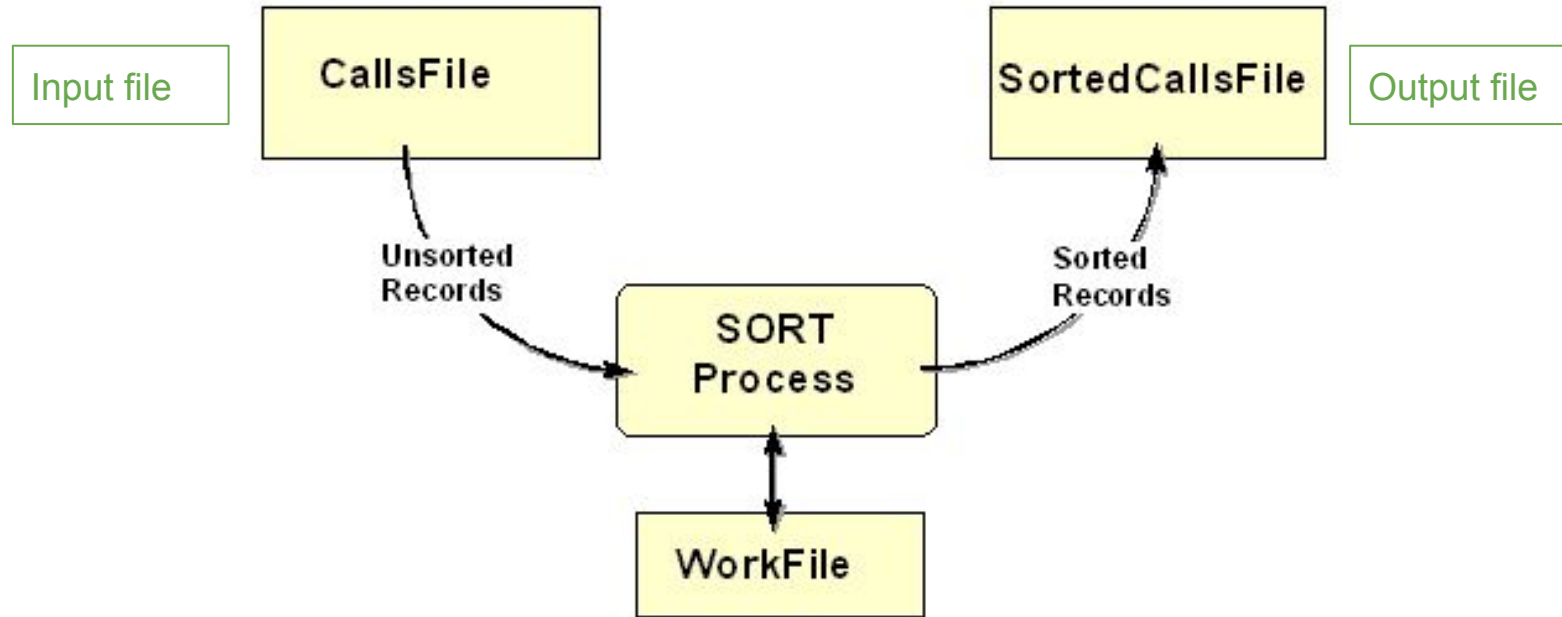 Input file
CallsFile
SortedCallsFile
Output file
Unsorted
Records
Sorted
Records
SORT
Process
WorkFile